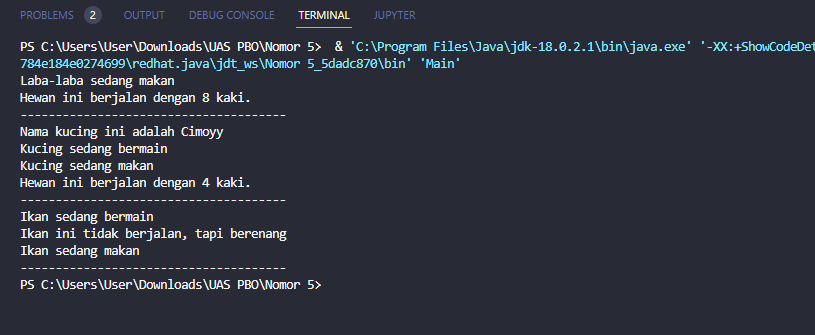 PROBLEMS 2 OUTPUT DEBUG CONSOLE TERMINAL JUPYTER
PS C:\Users\User\Downloads\UAS PBO\Nomor 5>  & 'C:\Program Files\Java\jdk-18.0.2.1\bin\java.exe' '-XX:+ShowCodeDet
784e184e0274699\redhat.java\jdt_ws\Nomor 5_5dadc870\bin' 'Main'
Laba-laba sedang makan
Hewan ini berjalan dengan 8 kaki.
--------------------------------------
Nama kucing ini adalah Cimoyy
Kucing sedang bermain
Kucing sedang makan
Hewan ini berjalan dengan 4 kaki.
--------------------------------------
Ikan sedang bermain
Ikan ini tidak berjalan, tapi berenang
Ikan sedang makan
--------------------------------------
PS C:\Users\User\Downloads\UAS PBO\Nomor 5>